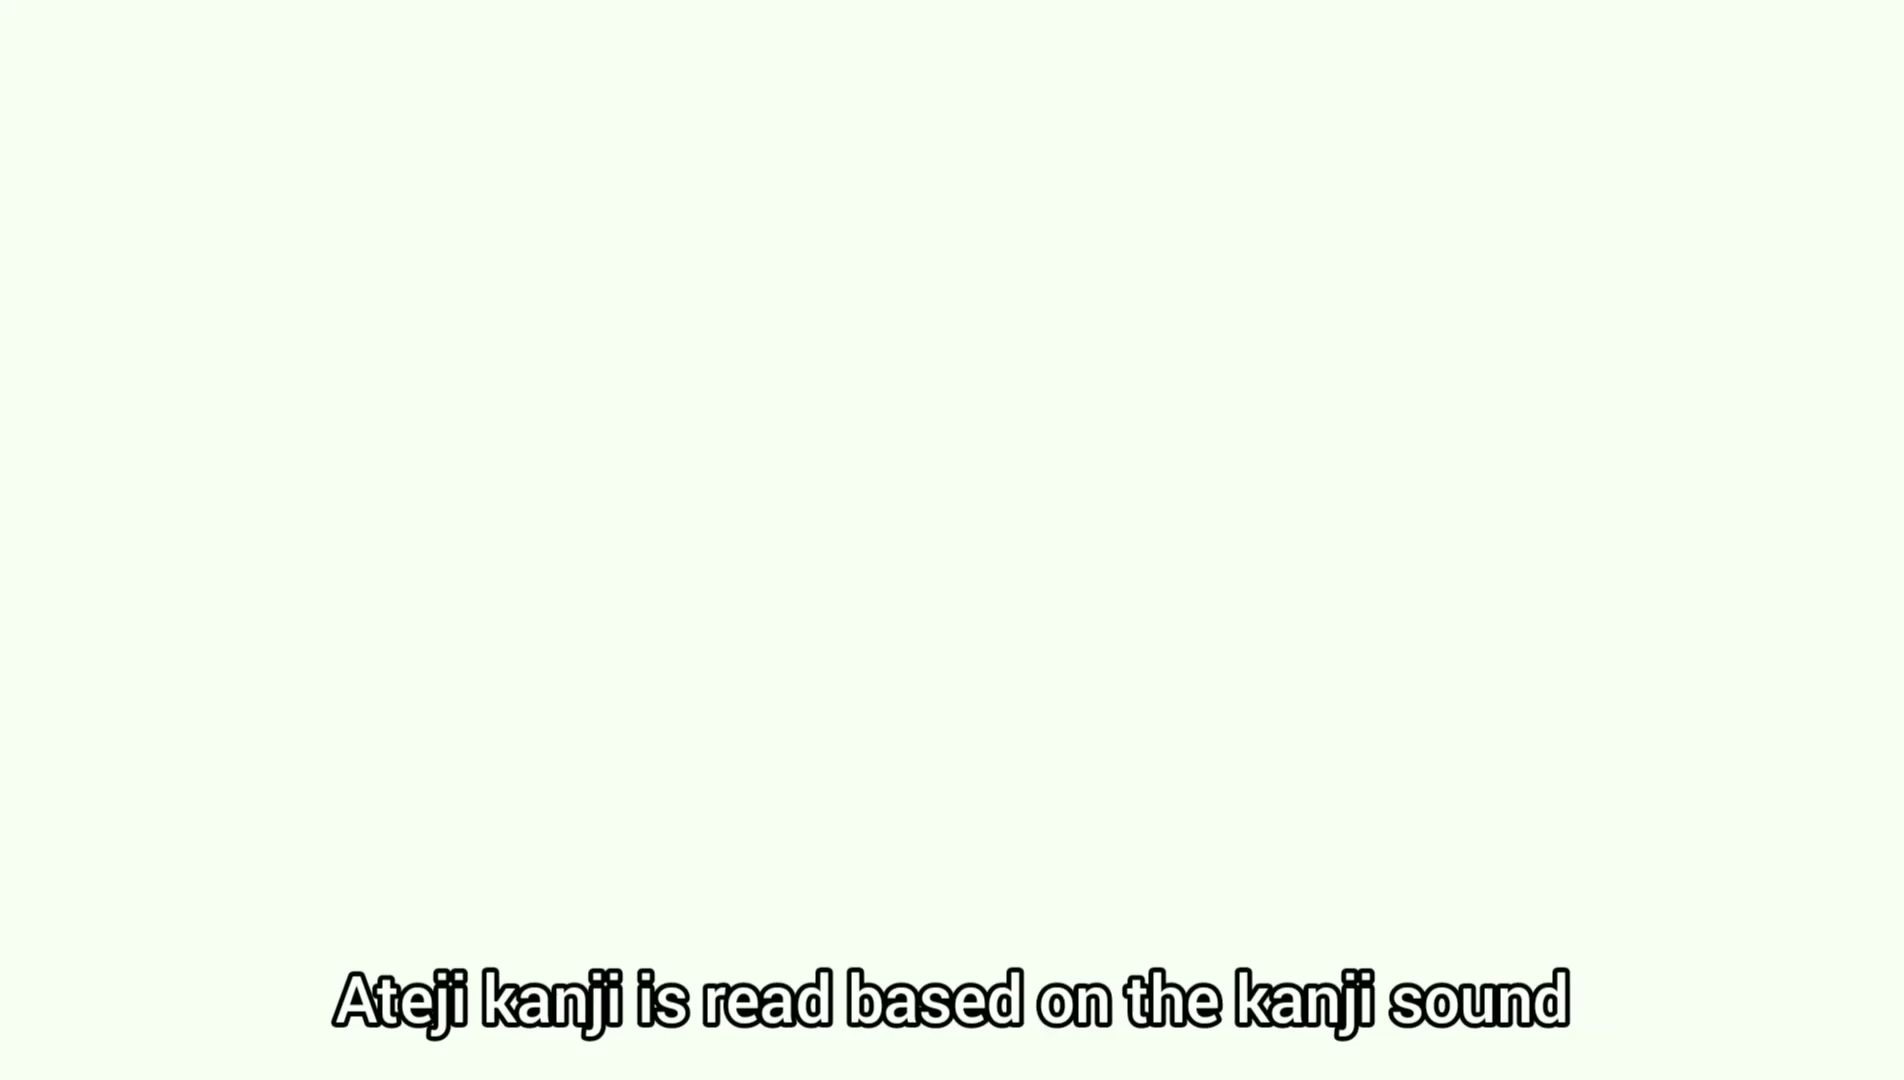 Ateji kanji is read based on the kanji sound